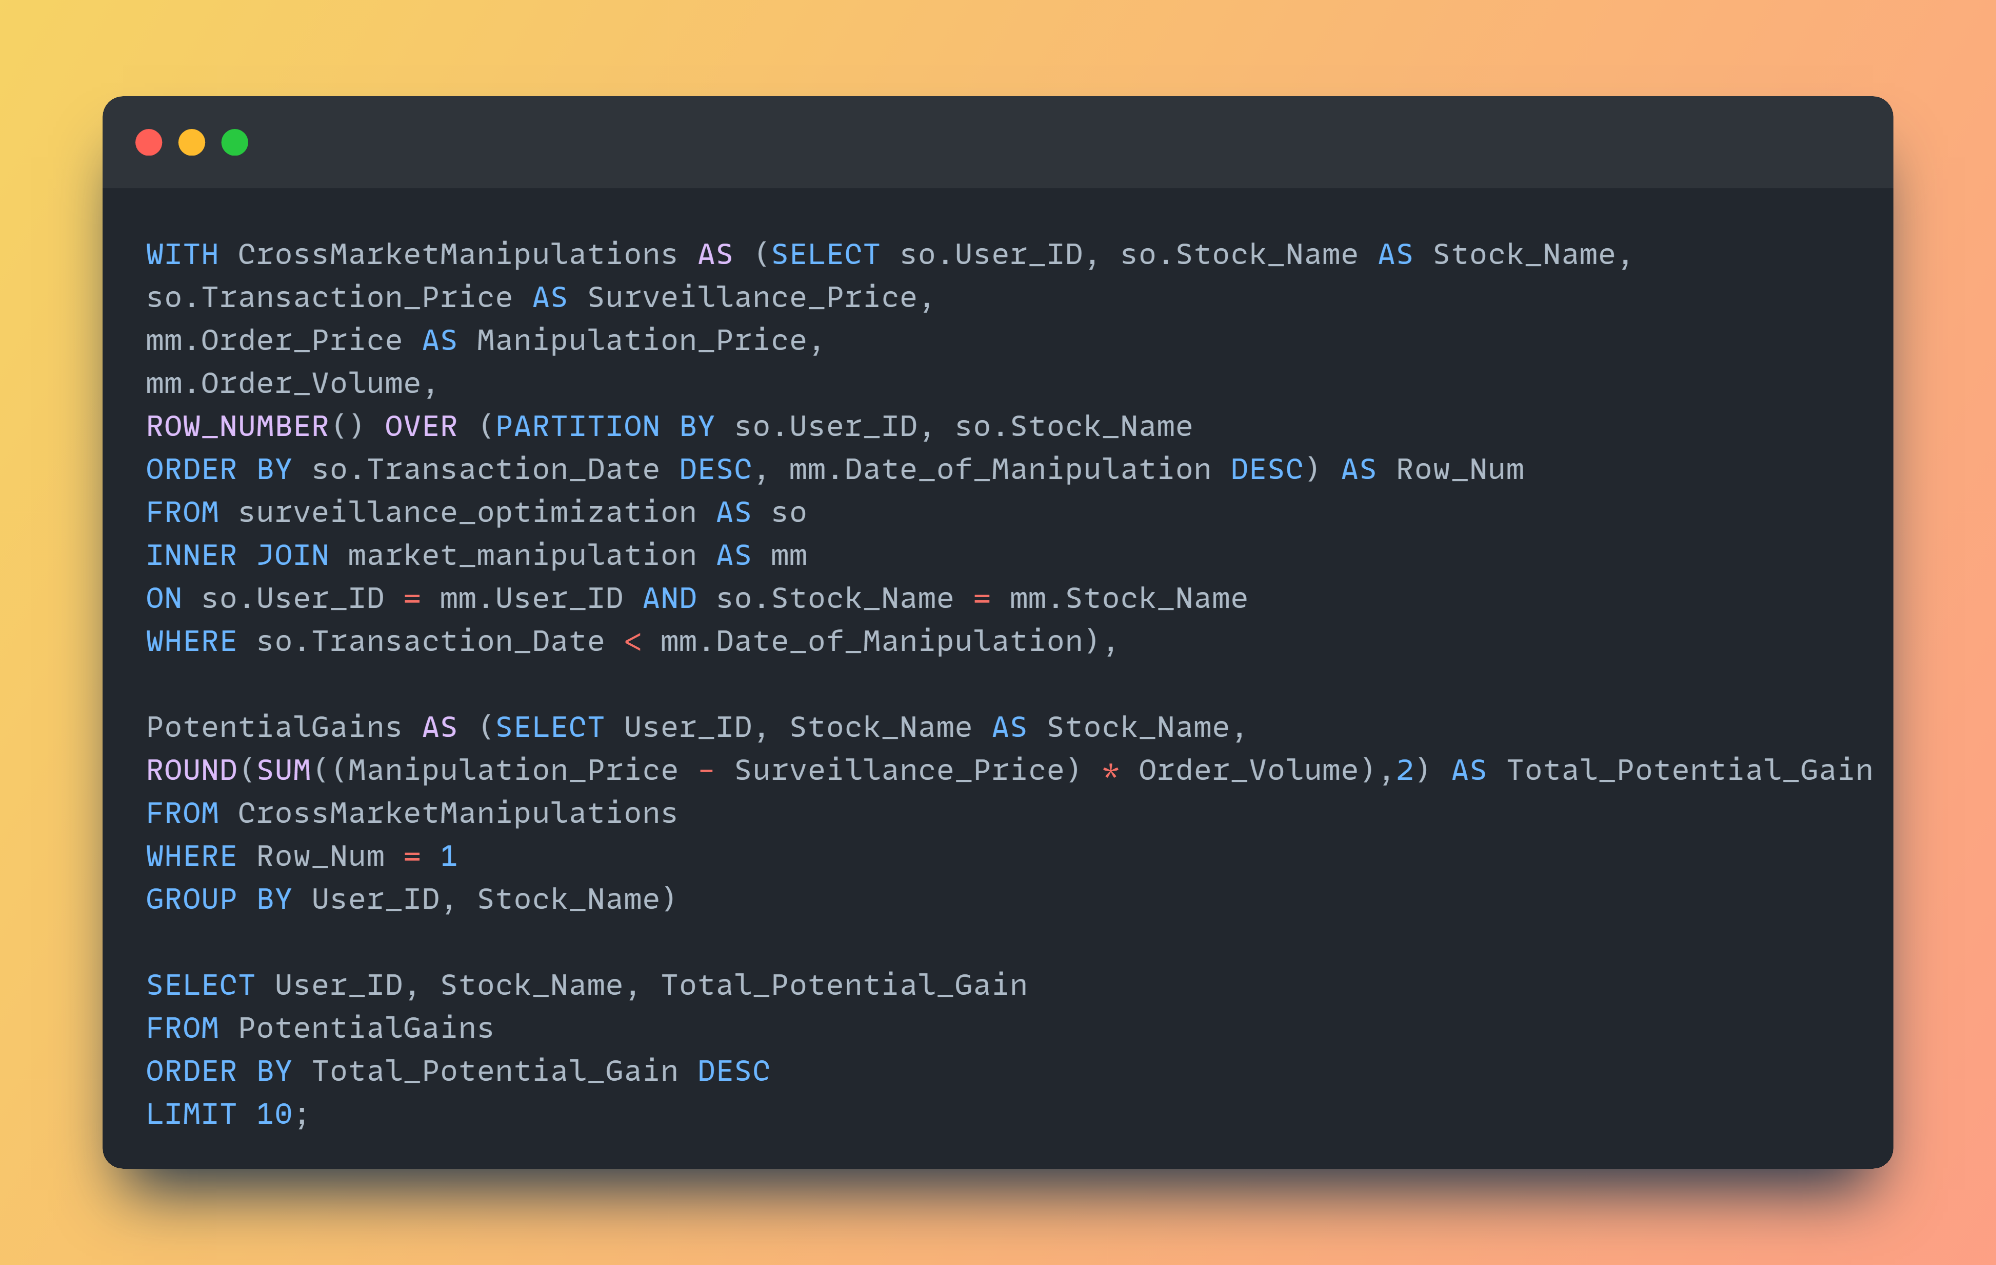 WITH CrossMarketManipulations AS (SELECT so.User_ID, so.Stock_Name AS Stock_Name,
so.Transaction_Price AS Surveillance_Price,
mm.Order_Price AS Manipulation_Price,
mm.Order_Volume,
ROW_NUMBER() OVER (PARTITION BY so.User_ID, so.Stock_Name
ORDER BY so.Transaction_Date DESC, mm.Date_of_Manipulation DESC) AS Row_Num
FROM surveillance_optimization AS so
INNER JOIN market_manipulation AS mm
ON so.User_ID = mm.User_ID AND so.Stock_Name = mm.Stock_Name
WHERE so.Transaction_Date < mm.Date_of_Manipulation),

PotentialGains AS (SELECT User_ID, Stock_Name AS Stock_Name,
ROUND(SUM((Manipulation_Price - Surveillance_Price) * Order_Volume),2) AS Total_Potential_Gain
FROM CrossMarketManipulations
WHERE Row_Num = 1
GROUP BY User_ID, Stock_Name)

SELECT User_ID, Stock_Name, Total_Potential_Gain
FROM PotentialGains
ORDER BY Total_Potential_Gain DESC
LIMIT 10;